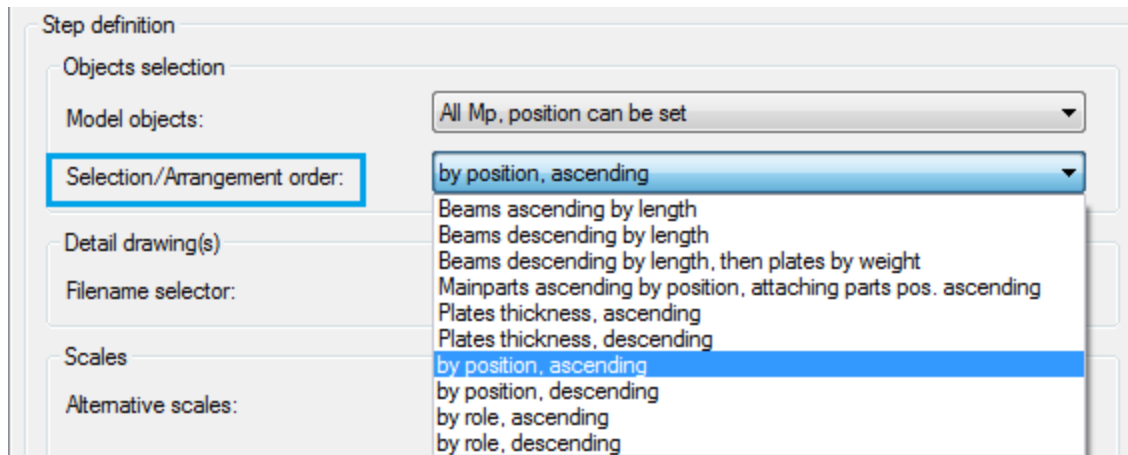 Step definition
Objects selection
Model objects: All Mp, position can be set
Selection/Arrangement order: by position, ascending
Beams ascending by length
Beams descending by length
Detail drawing(s)
Beams descending by length, then plates by weight
Filename selector:
Mainparts ascending by position, attaching parts pos. ascending
Plates thickness, ascending
Plates thickness, descending
Scales
by position, ascending
by position, descending
Alternative scales:
by role, ascending
by role, descending